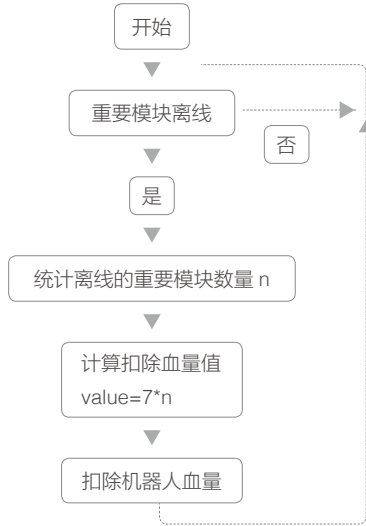 开始
重要模块离线
否
是
统计离线的重要模块数量 n
计算扣除血量值
value=7*n
扣除机器人血量